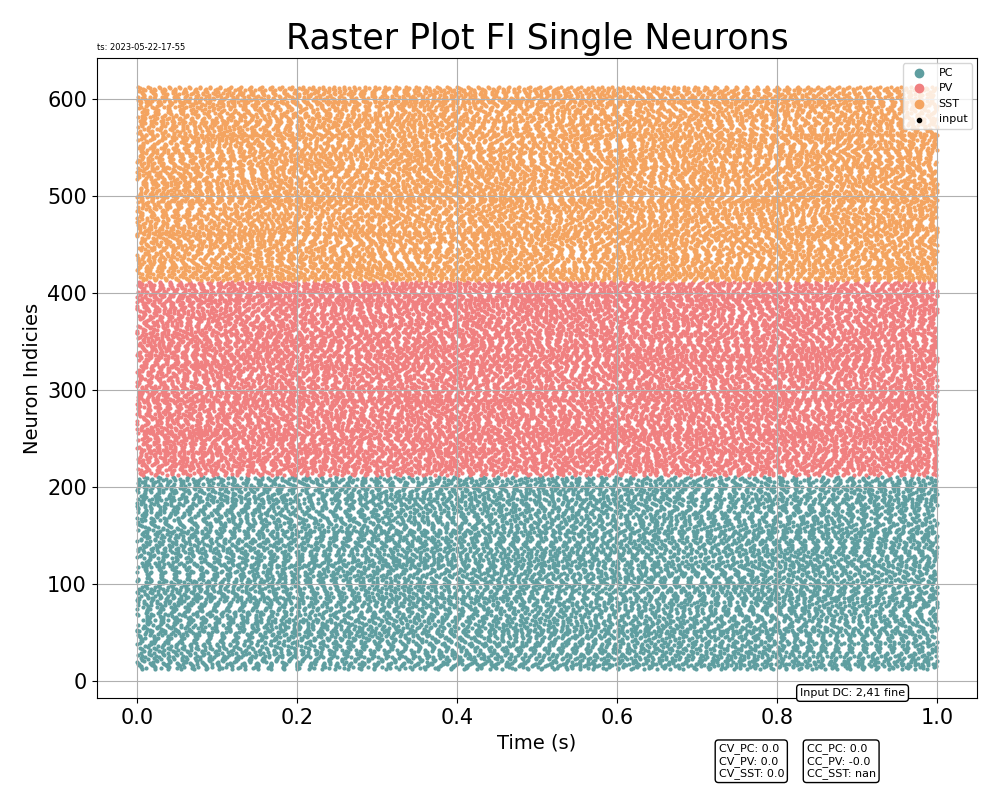 Raster Plot FI Single Neurons
ts: 2023-05-22-17-55
PC
PV
SST
input
600
500
400
300
200
100
0
Neuron Indicies
Input DC: 2,41 fine
0.0
0.2
0.4
0.6
0.8
1.0
Time (s)
CV_PC: 0.0
CV_PV: 0.0
CV_SST: 0.0
CC_PC: 0.0
CC_PV: -0.0
CC_SST: nan